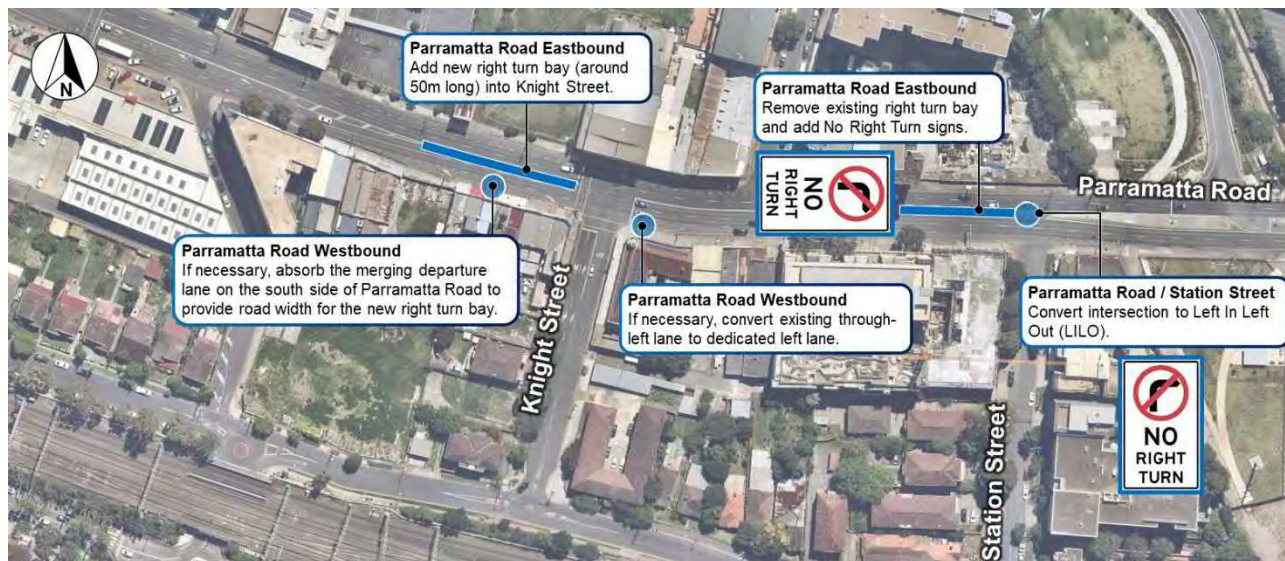 N
Parramatta Road Eastbound
Add new right turn bay (around
50m long) into Knight Street.
Parramatta Road Eastbound
Remove existing right turn bay
and add No Right Turn signs.
NO
RIGHT
TURN
Parramatta Road
Parramatta Road Westbound
If necessary, absorb the merging departure
lane on the south side of Parramatta Road to
provide road width for the new right turn bay.
Knight Street
Parramatta Road Westbound
If necessary, convert existing through-
left lane to dedicated left lane.
Parramatta Road / Station Street
Convert intersection to Left In Left
Out (LILO).
Station Street
NO
RIGHT
TURN